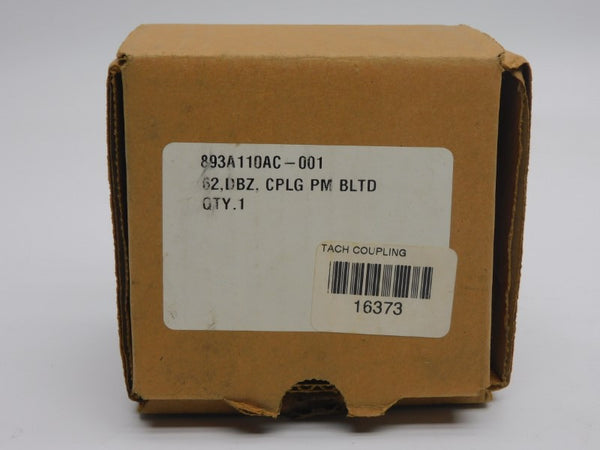 893A110AC-001
62,DBZ, CPLG PM BLTD
QTY.1
TACH COUPLING
16373